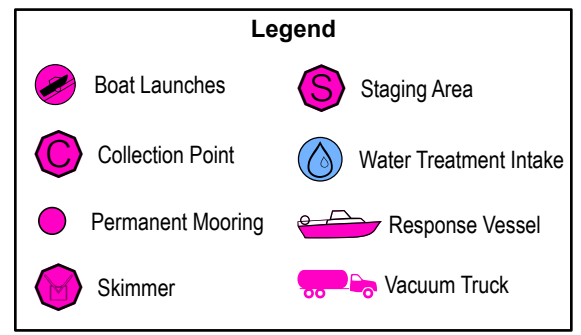 Legend
Boat Launches
S
Staging Area
C
Collection Point
Water Treatment Intake
Permanent Mooring
Response Vessel
Skimmer
Vacuum Truck